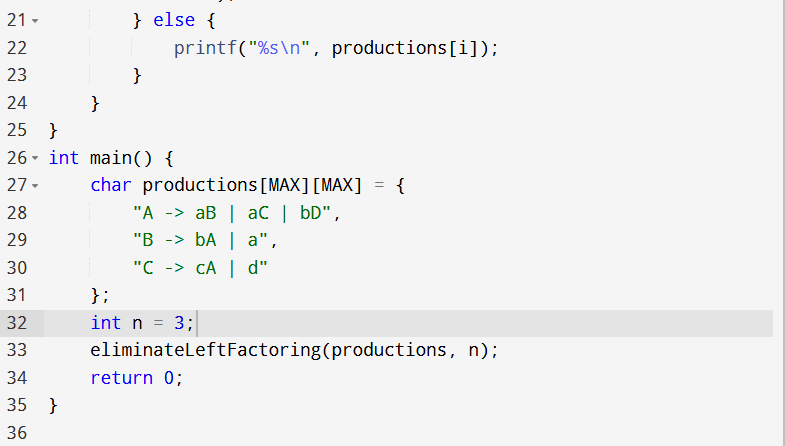 21 } else {
22 printf("%s\n", productions[i]);
23 }
24 }
25 }
26 int main() {
27 char productions[MAX][MAX] = {
28 "A -> aB | aC | bD",
29 "B -> bA | a",
30 "C -> cA | d"
31 };
32 int n = 3;
33 eliminateLeftFactoring(productions, n);
34 return 0;
35 }
36